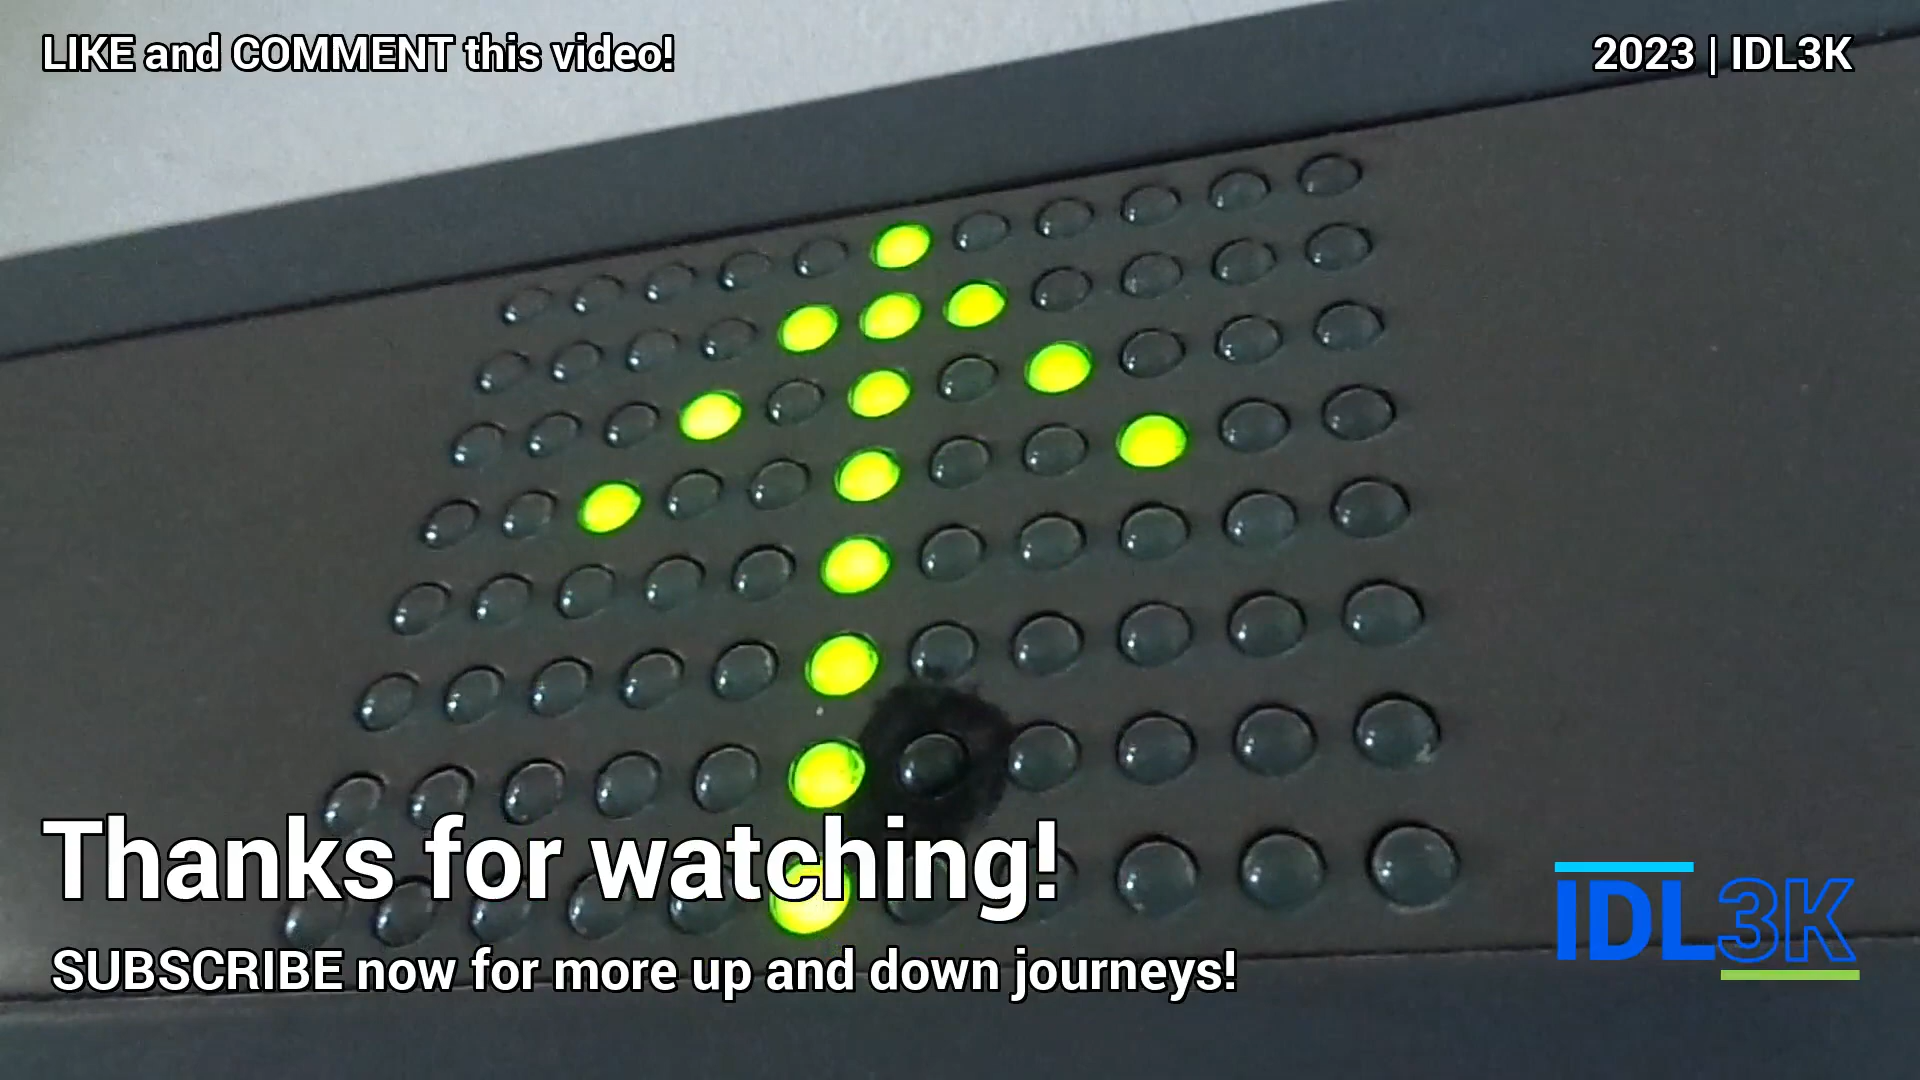 LIKE and COMMENT this video!
2023 | IDL3K
Thanks for watching!
SUBSCRIBE now for more up and down journeys!
IDL3K